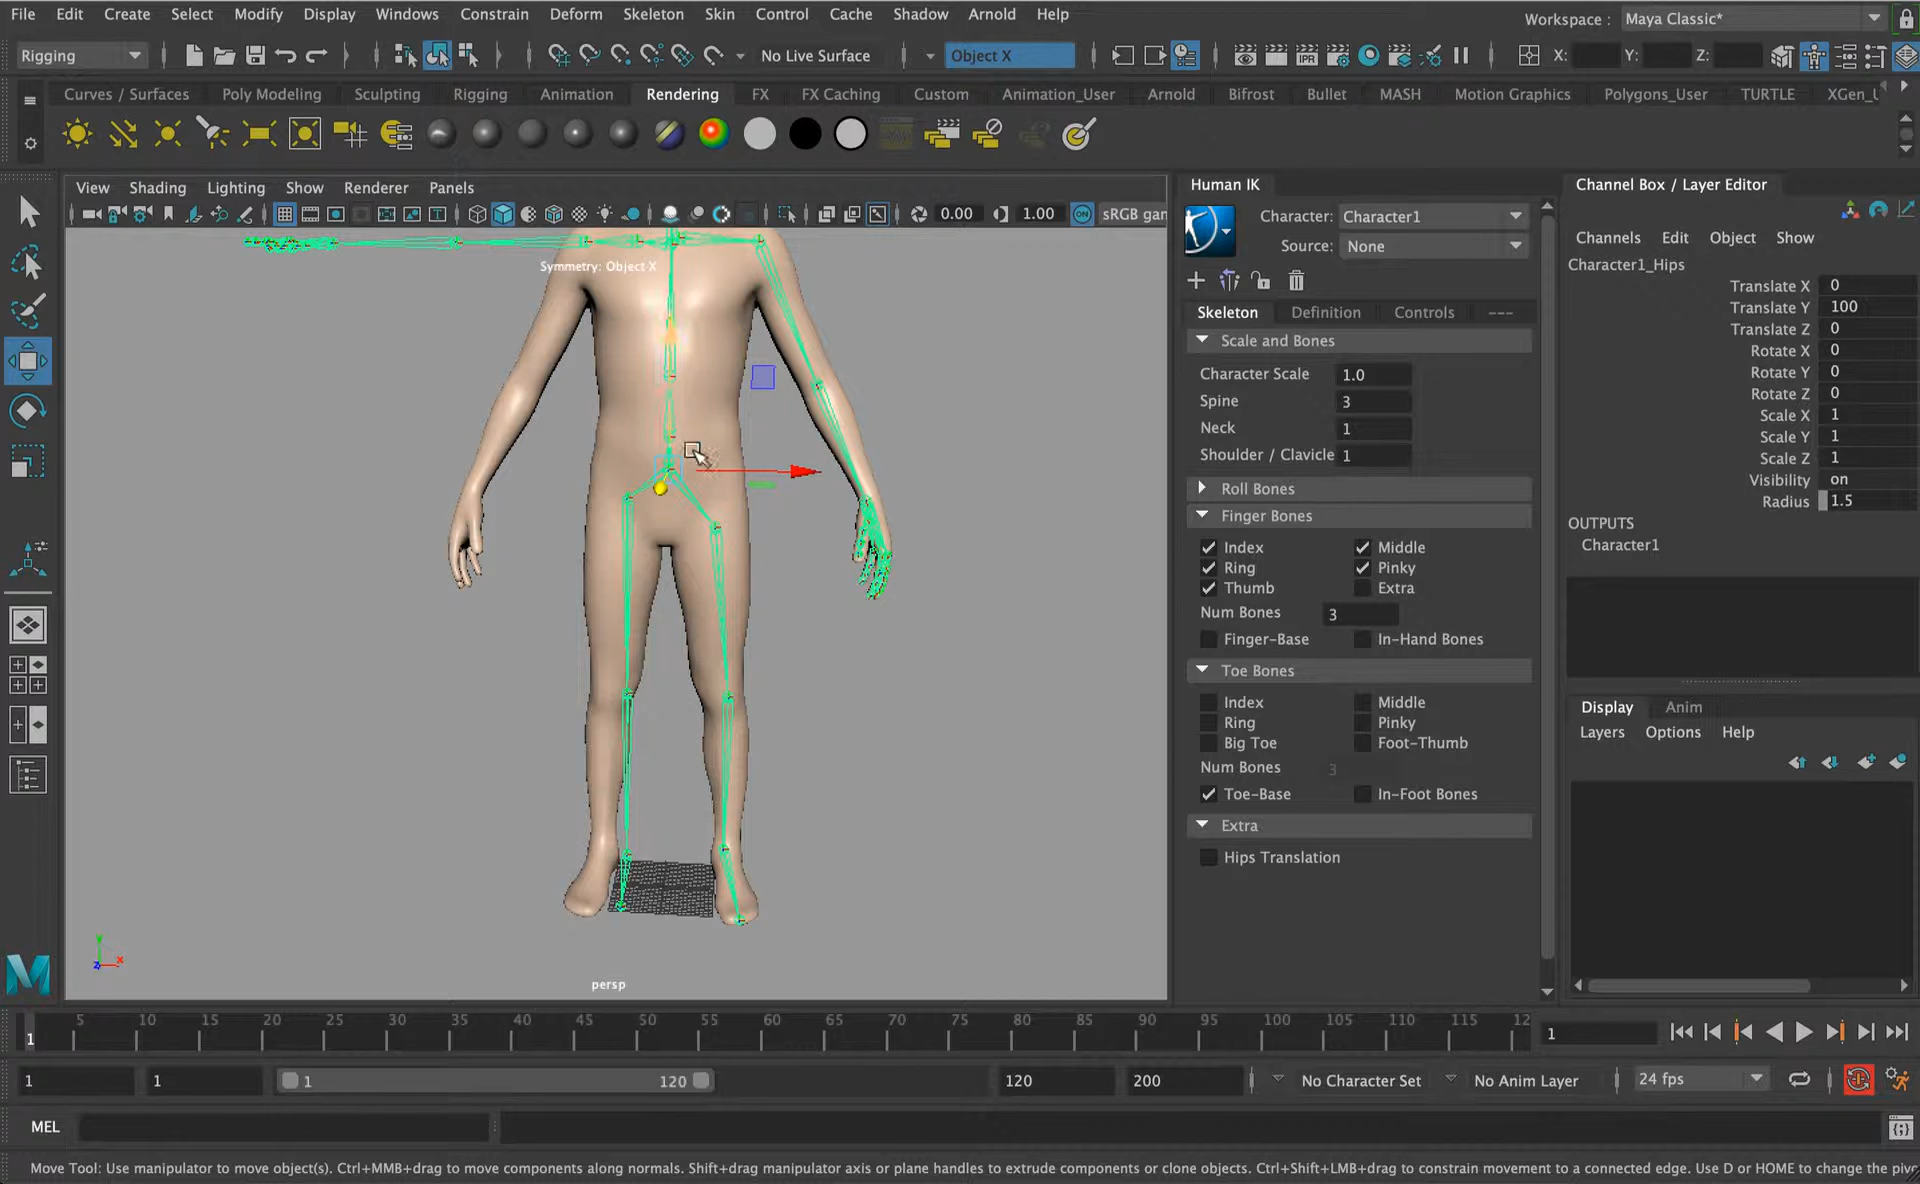 File Edit Create Select Modify Display Windows Constrain Deform Skeleton Skin Control Cache Shadow Arnold Help
Workspace : Maya Classic*
Rigging
No Live Surface
Object X
IPR
X: Y: Z:
Curves / Surfaces Poly Modeling Sculpting Rigging Animation Rendering FX FX Caching Custom Animation_User Arnold Bifrost Bullet MASH Motion Graphics Polygons_User TURTLE XGen_U
View Shading Lighting Show Renderer Panels
0.00 1.00 ON sRGB gam
Symmetry: Object X
persp
Human IK
Character: Character1
Source: None
Skeleton Definition Controls ---
Scale and Bones
Character Scale 1.0
Spine 3
Neck 1
Shoulder / Clavicle 1
Roll Bones
Finger Bones
Index Middle
Ring Pinky
Thumb Extra
Num Bones 3
Finger-Base In-Hand Bones
Toe Bones
Index Middle
Ring Pinky
Big Toe Foot-Thumb
Num Bones 3
Toe-Base In-Foot Bones
Extra
Hips Translation
Channel Box / Layer Editor
Channels Edit Object Show
Character1_Hips
Translate X 0
Translate Y 100
Translate Z 0
Rotate X 0
Rotate Y 0
Rotate Z 0
Scale X 1
Scale Y 1
Scale Z 1
Visibility on
Radius 1.5
OUTPUTS
Character1
Display Anim
Layers Options Help
1 5 10 15 20 25 30 35 40 45 50 55 60 65 70 75 80 85 90 95 100 105 110 115 12
1
1 1 1 120 120 200 No Character Set No Anim Layer 24 fps
MEL
Move Tool: Use manipulator to move object(s). Ctrl+MMB+drag to move components along normals. Shift+drag manipulator axis or plane handles to extrude components or clone objects. Ctrl+Shift+LMB+drag to constrain movement to a connected edge. Use D or HOME to change the pivo